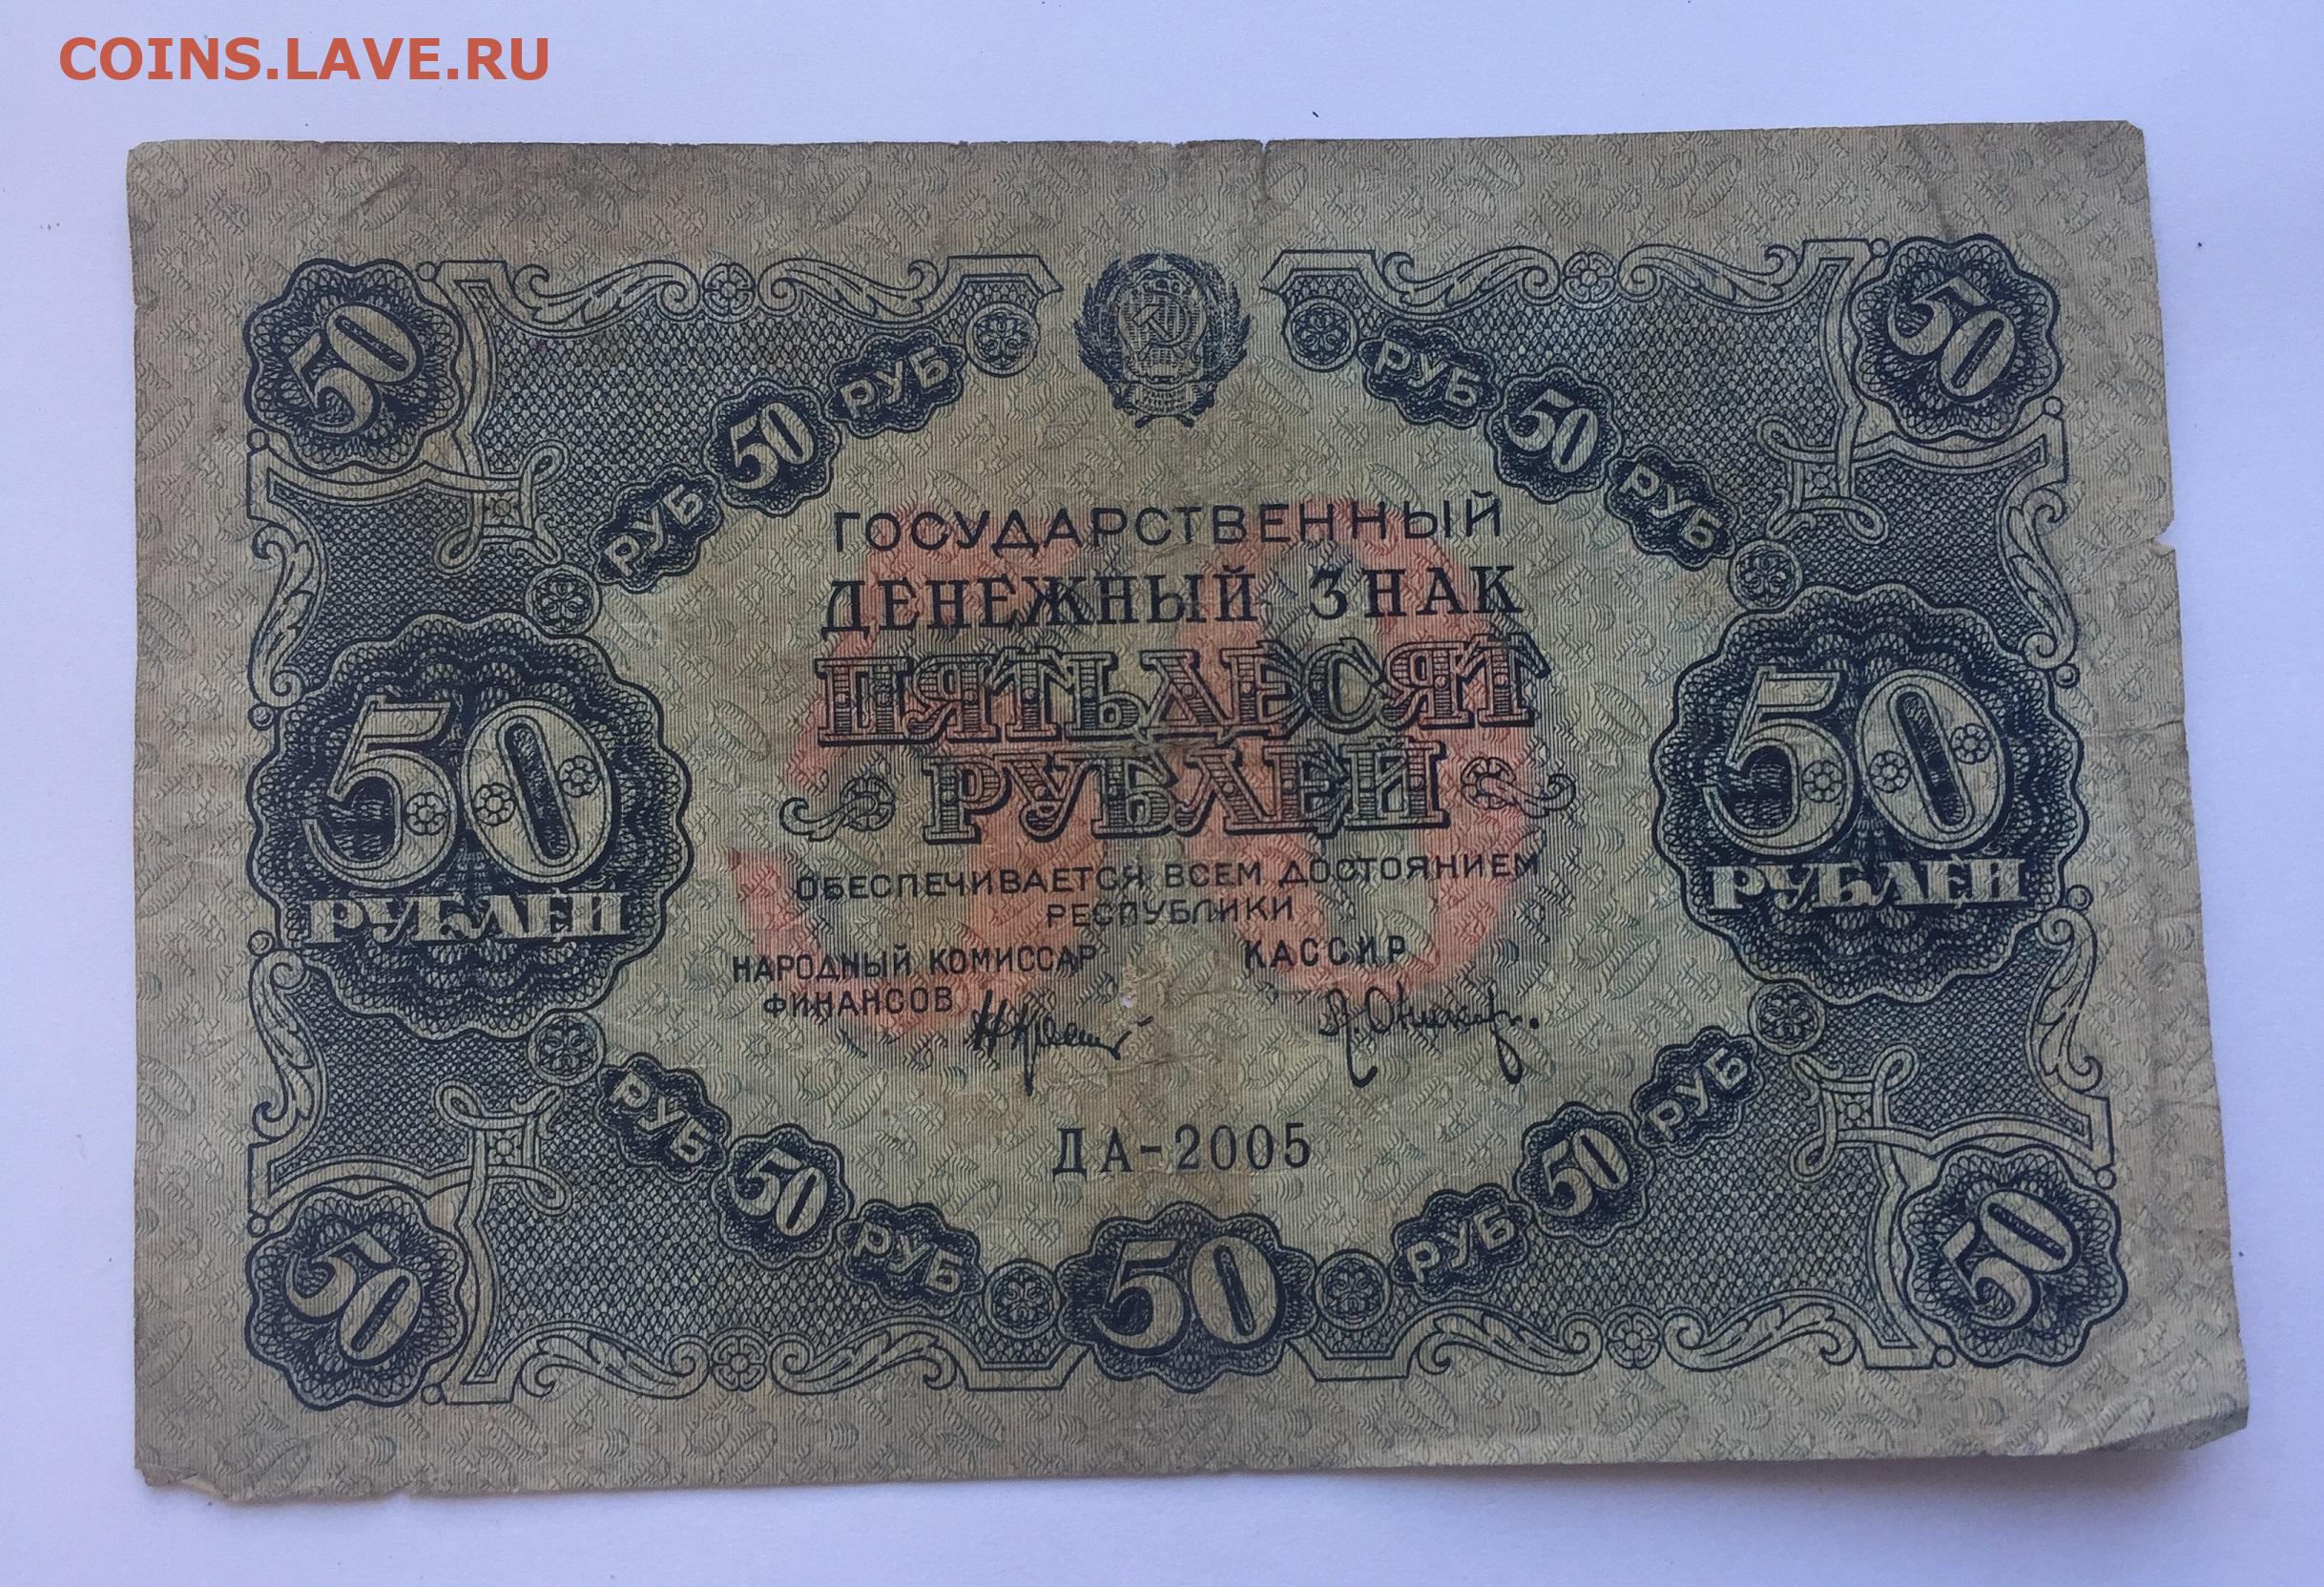 COINS.LAVE.RU
50 50
РУБ 50 РУБ РУБ 50 РУБ
ГОСУДАРСТВЕННЫЙ
ДЕНЕЖНЫЙ ЗНАК
ПЯТЬДЕСЯТ
РУБЛЕЙ
50 РУБЛЕЙ
50 РУБЛЕЙ
ОБЕСПЕЧИВАЕТСЯ ВСЕМ ДОСТОЯНИЕМ
РЕСПУБЛИКИ
НАРОДНЫЙ КОМИССАР
ФИНАНСОВ
КАССИР
ДА-2005
РУБ 50 РУБ 50 РУБ 50 РУБ
50 50